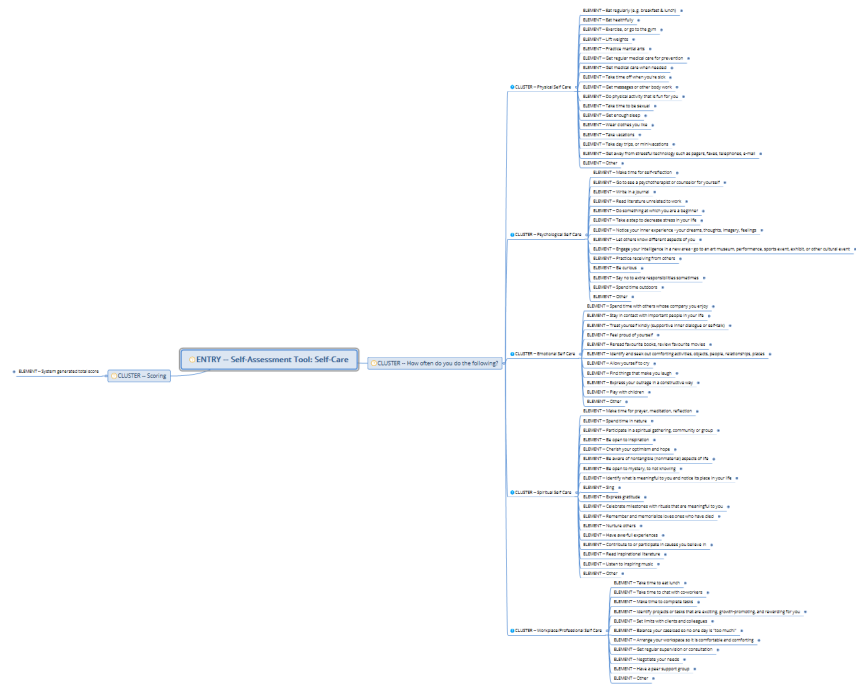 ELEMENT – Eat regularly (e.g. breakfast & lunch)
ELEMENT – Eat healthfully
ELEMENT – Exercise, or go to the gym
ELEMENT – Lift weights
ELEMENT – Practice martial arts
ELEMENT – Get regular medical care for prevention
ELEMENT – Get medical care when needed
ELEMENT – Take time off when you're sick
CLUSTER – Physical Self Care
ELEMENT – Get massages or other body work
ELEMENT – Do physical activity that is fun for you
ELEMENT – Take time to be sexual
ELEMENT – Get enough sleep
ELEMENT – Wear clothes you like
ELEMENT – Take vacations
ELEMENT – Take day trips, or mini-vacations
ELEMENT – Get away from stressful technology such as pagers, faxes, telephones, e-mail
ELEMENT – Other
ELEMENT – Make time for self-reflection
ELEMENT – Go to see a psychotherapist or counselor for yourself
ELEMENT – Write in a journal
ELEMENT – Read literature unrelated to work
ELEMENT – Do something at which you are a beginner
ELEMENT – Take a step to decrease stress in your life
ELEMENT – Notice your inner experience - your dreams, thoughts, imagery, feelings
CLUSTER – Psychological Self Care
ELEMENT – Let others know different aspects of you
ELEMENT – Engage your intelligence in a new area - go to an art museum, performance, sports event, exhibit, or other cultural event
ELEMENT – Practice receiving from others
ELEMENT – Be curious
ELEMENT – Say no to extra responsibilities sometimes
ELEMENT – Spend time outdoors
ELEMENT – Other
ELEMENT – Spend time with others whose company you enjoy
ELEMENT – Stay in contact with important people in your life
ELEMENT – Treat yourself kindly (supportive inner dialogue or self-talk)
ELEMENT – Feel proud of yourself
ELEMENT – Reread favourite books, review favourite movies
CLUSTER – Emotional Self Care
ELEMENT – Identify and seek out comforting activities, objects, people, relationships, places
ELEMENT – Allow yourself to cry
ELEMENT – Find things that make you laugh
ELEMENT – Express your outrage in a constructive way
ELEMENT – Play with children
ELEMENT – Other
ENTRY – Self-Assessment Tool: Self-Care
CLUSTER – How often do you do the following?
ELEMENT – System generated total score
CLUSTER – Scoring
ELEMENT – Make time for prayer, meditation, reflection
ELEMENT – Spend time in nature
ELEMENT – Participate in a spiritual gathering, community or group
ELEMENT – Be open to inspiration
ELEMENT – Cherish your optimism and hope
ELEMENT – Be aware of nontangible (nonmaterial) aspects of life
ELEMENT – Be open to mystery, to not knowing
ELEMENT – Identify what is meaningful to you and notice its place in your life
ELEMENT – Sing
CLUSTER – Spiritual Self Care
ELEMENT – Express gratitude
ELEMENT – Celebrate milestones with rituals that are meaningful to you
ELEMENT – Remember and memorialize loved ones who have died
ELEMENT – Nurture others
ELEMENT – Have awe-full experiences
ELEMENT – Contribute to or participate in causes you believe in
ELEMENT – Read inspirational literature
ELEMENT – Listen to inspiring music
ELEMENT – Other
ELEMENT – Take time to eat lunch
ELEMENT – Take time to chat with co-workers
ELEMENT – Make time to complete tasks
ELEMENT – Identify projects or tasks that are exciting, growth-promoting, and rewarding for you
ELEMENT – Set limits with clients and colleagues
CLUSTER – Workplace/Professional Self Care
ELEMENT – Balance your caseload so no one day is "too much!"
ELEMENT – Arrange your workspace so it is comfortable and comforting
ELEMENT – Get regular supervision or consultation
ELEMENT – Negotiate your needs
ELEMENT – Have a peer support group
ELEMENT – Other